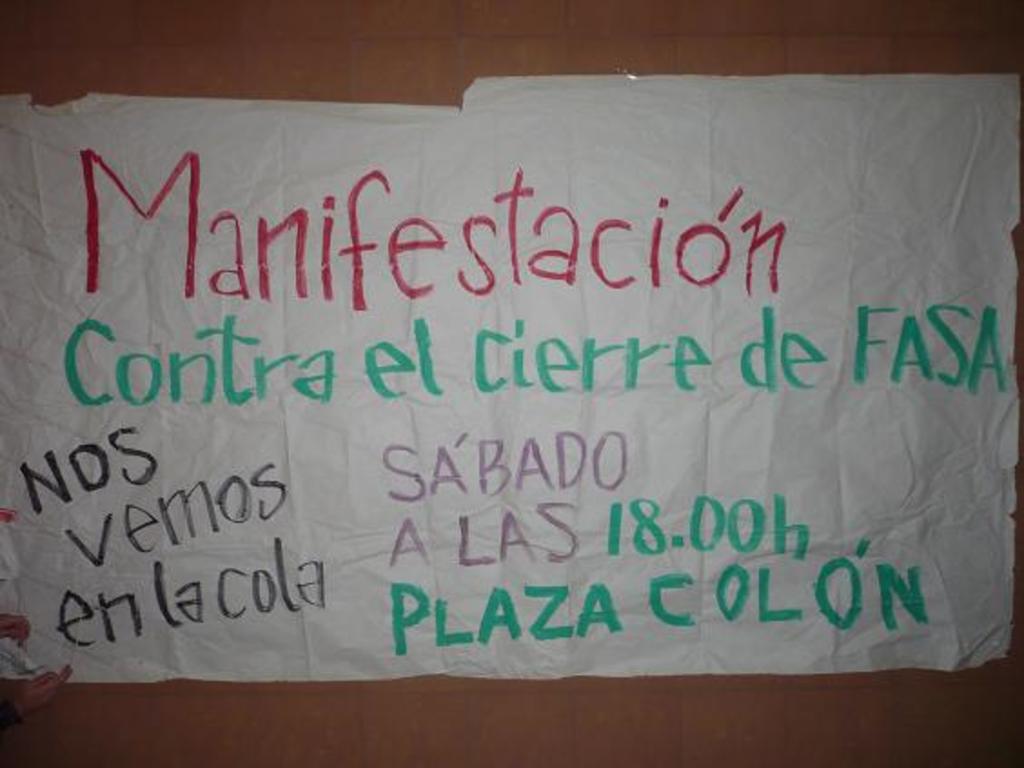 Manifestación
Contra el cierre de FASA
NOS
vemos
en la cola
SÁBADO
A LAS 18.00h
PLAZA COLÓN